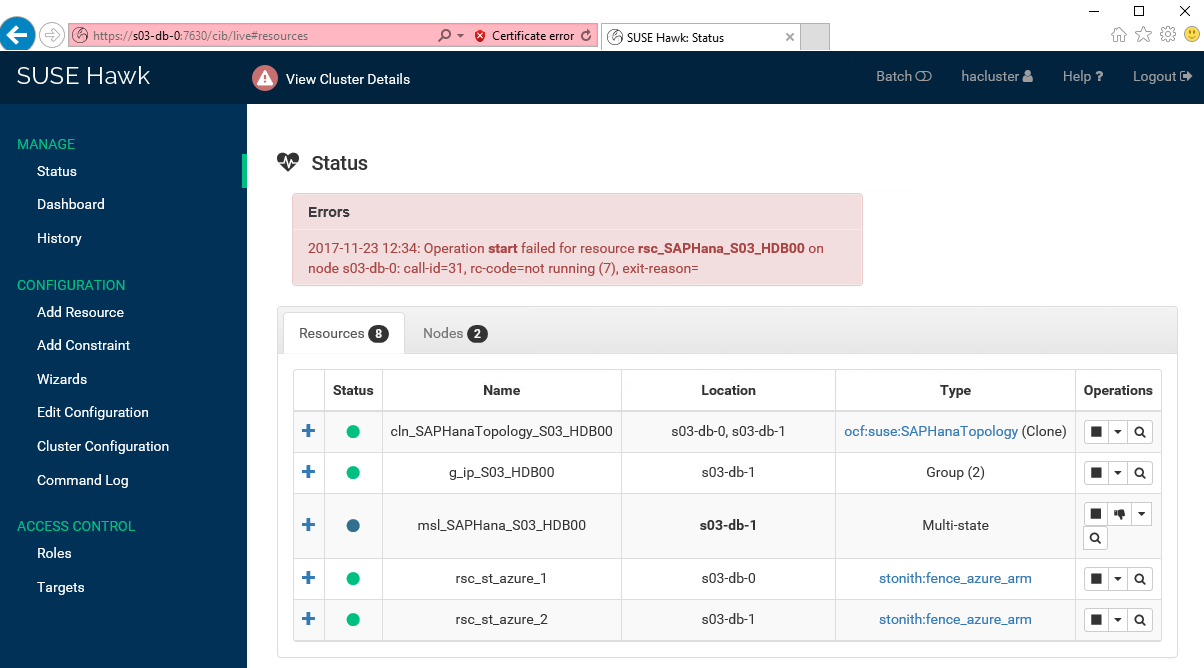 https://s03-db-0:7630/cib/live#resources
Certificate error
SUSE Hawk: Status
SUSE Hawk
View Cluster Details
Batch
hacluster
Help ?
Logout
MANAGE
Status
Dashboard
History
CONFIGURATION
Add Resource
Add Constraint
Wizards
Edit Configuration
Cluster Configuration
Command Log
ACCESS CONTROL
Roles
Targets
Status
Errors
2017-11-23 12:34: Operation start failed for resource rsc_SAPHana_S03_HDB00 on
node s03-db-0: call-id=31, rc-code=not running (7), exit-reason=
Resources 8 Nodes 2
Status Name Location Type Operations
cln_SAPHanaTopology_S03_HDB00 s03-db-0, s03-db-1 ocf:suse:SAPHanaTopology (Clone)
g_ip_S03_HDB00 s03-db-1 Group (2)
msl_SAPHana_S03_HDB00 s03-db-1 Multi-state
rsc_st_azure_1 s03-db-0 stonith:fence_azure_arm
rsc_st_azure_2 s03-db-1 stonith:fence_azure_arm